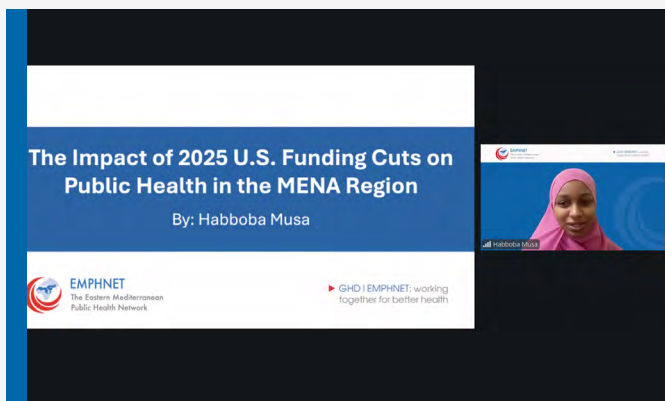 The Impact of 2025 U.S. Funding Cuts on
Public Health in the MENA Region
By: Habboba Musa
EMPHNET
The Eastern Mediterranean
Public Health Network
GHD I EMPHNET: working
together for better health
EMPHNET
Habboba Musa